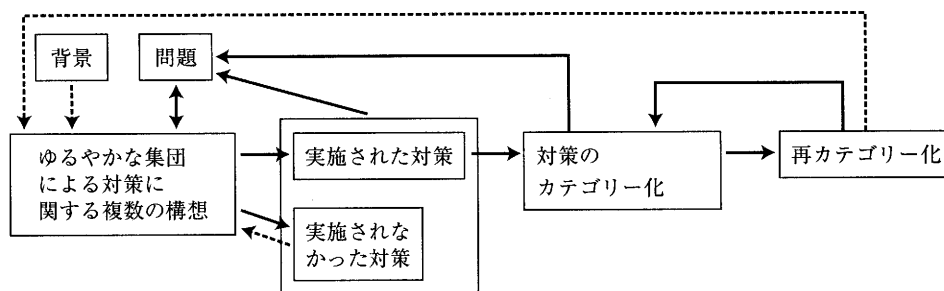 背景
問題
ゆるやかな集団
による対策に
関する複数の構想
実施された対策
実施されな
かった対策
対策の
カテゴリー化
再カテゴリー化